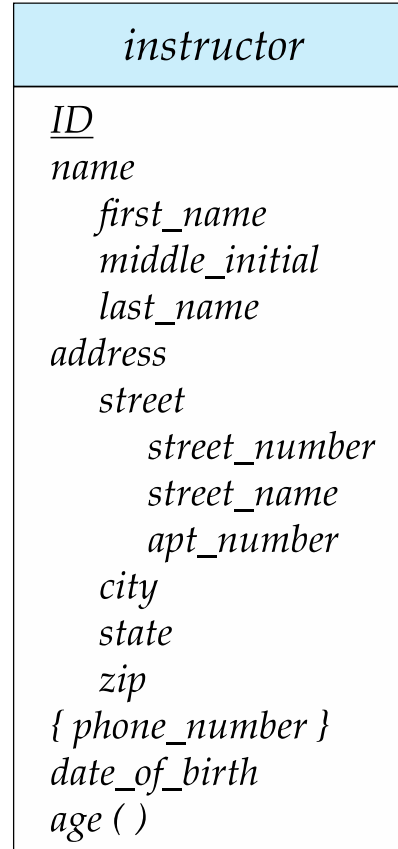 instructor
ID
name
first_name
middle_initial
last_name
address
street
street_number
street_name
apt_number
city
state
zip
{ phone_number }
date_of_birth
age ( )